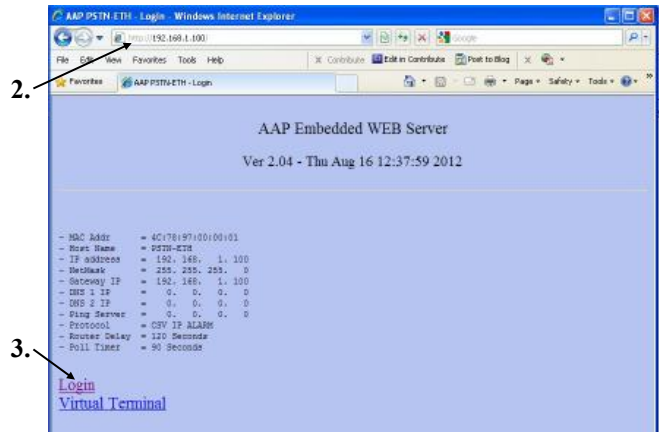 AAP PSTN-ETH - Login - Windows Internet Explorer
http://192.168.1.100/
Google
File Edit View Favorites Tools Help
X Contribute Edit in Contribute Post to Blog
Favorites AAP PSTN-ETH - Login
Page Safety Tools
2.
AAP Embedded WEB Server
Ver 2.04 - Thu Aug 16 12:37:59 2012
- MAC Addr = 4C:78:97:00:00:01
- Host Name = PSTN-ETH
- IP address = 192. 168. 1. 100
- NetMask = 255. 255. 255. 0
- Gateway IP = 192. 168. 1. 100
- DNS 1 IP = 0. 0. 0. 0
- DNS 2 IP = 0. 0. 0. 0
- Ping Server = 0. 0. 0. 0
- Protocol = CSV IP ALARM
- Router Delay = 120 Seconds
- Poll Timer = 90 Seconds
3.
Login
Virtual Terminal